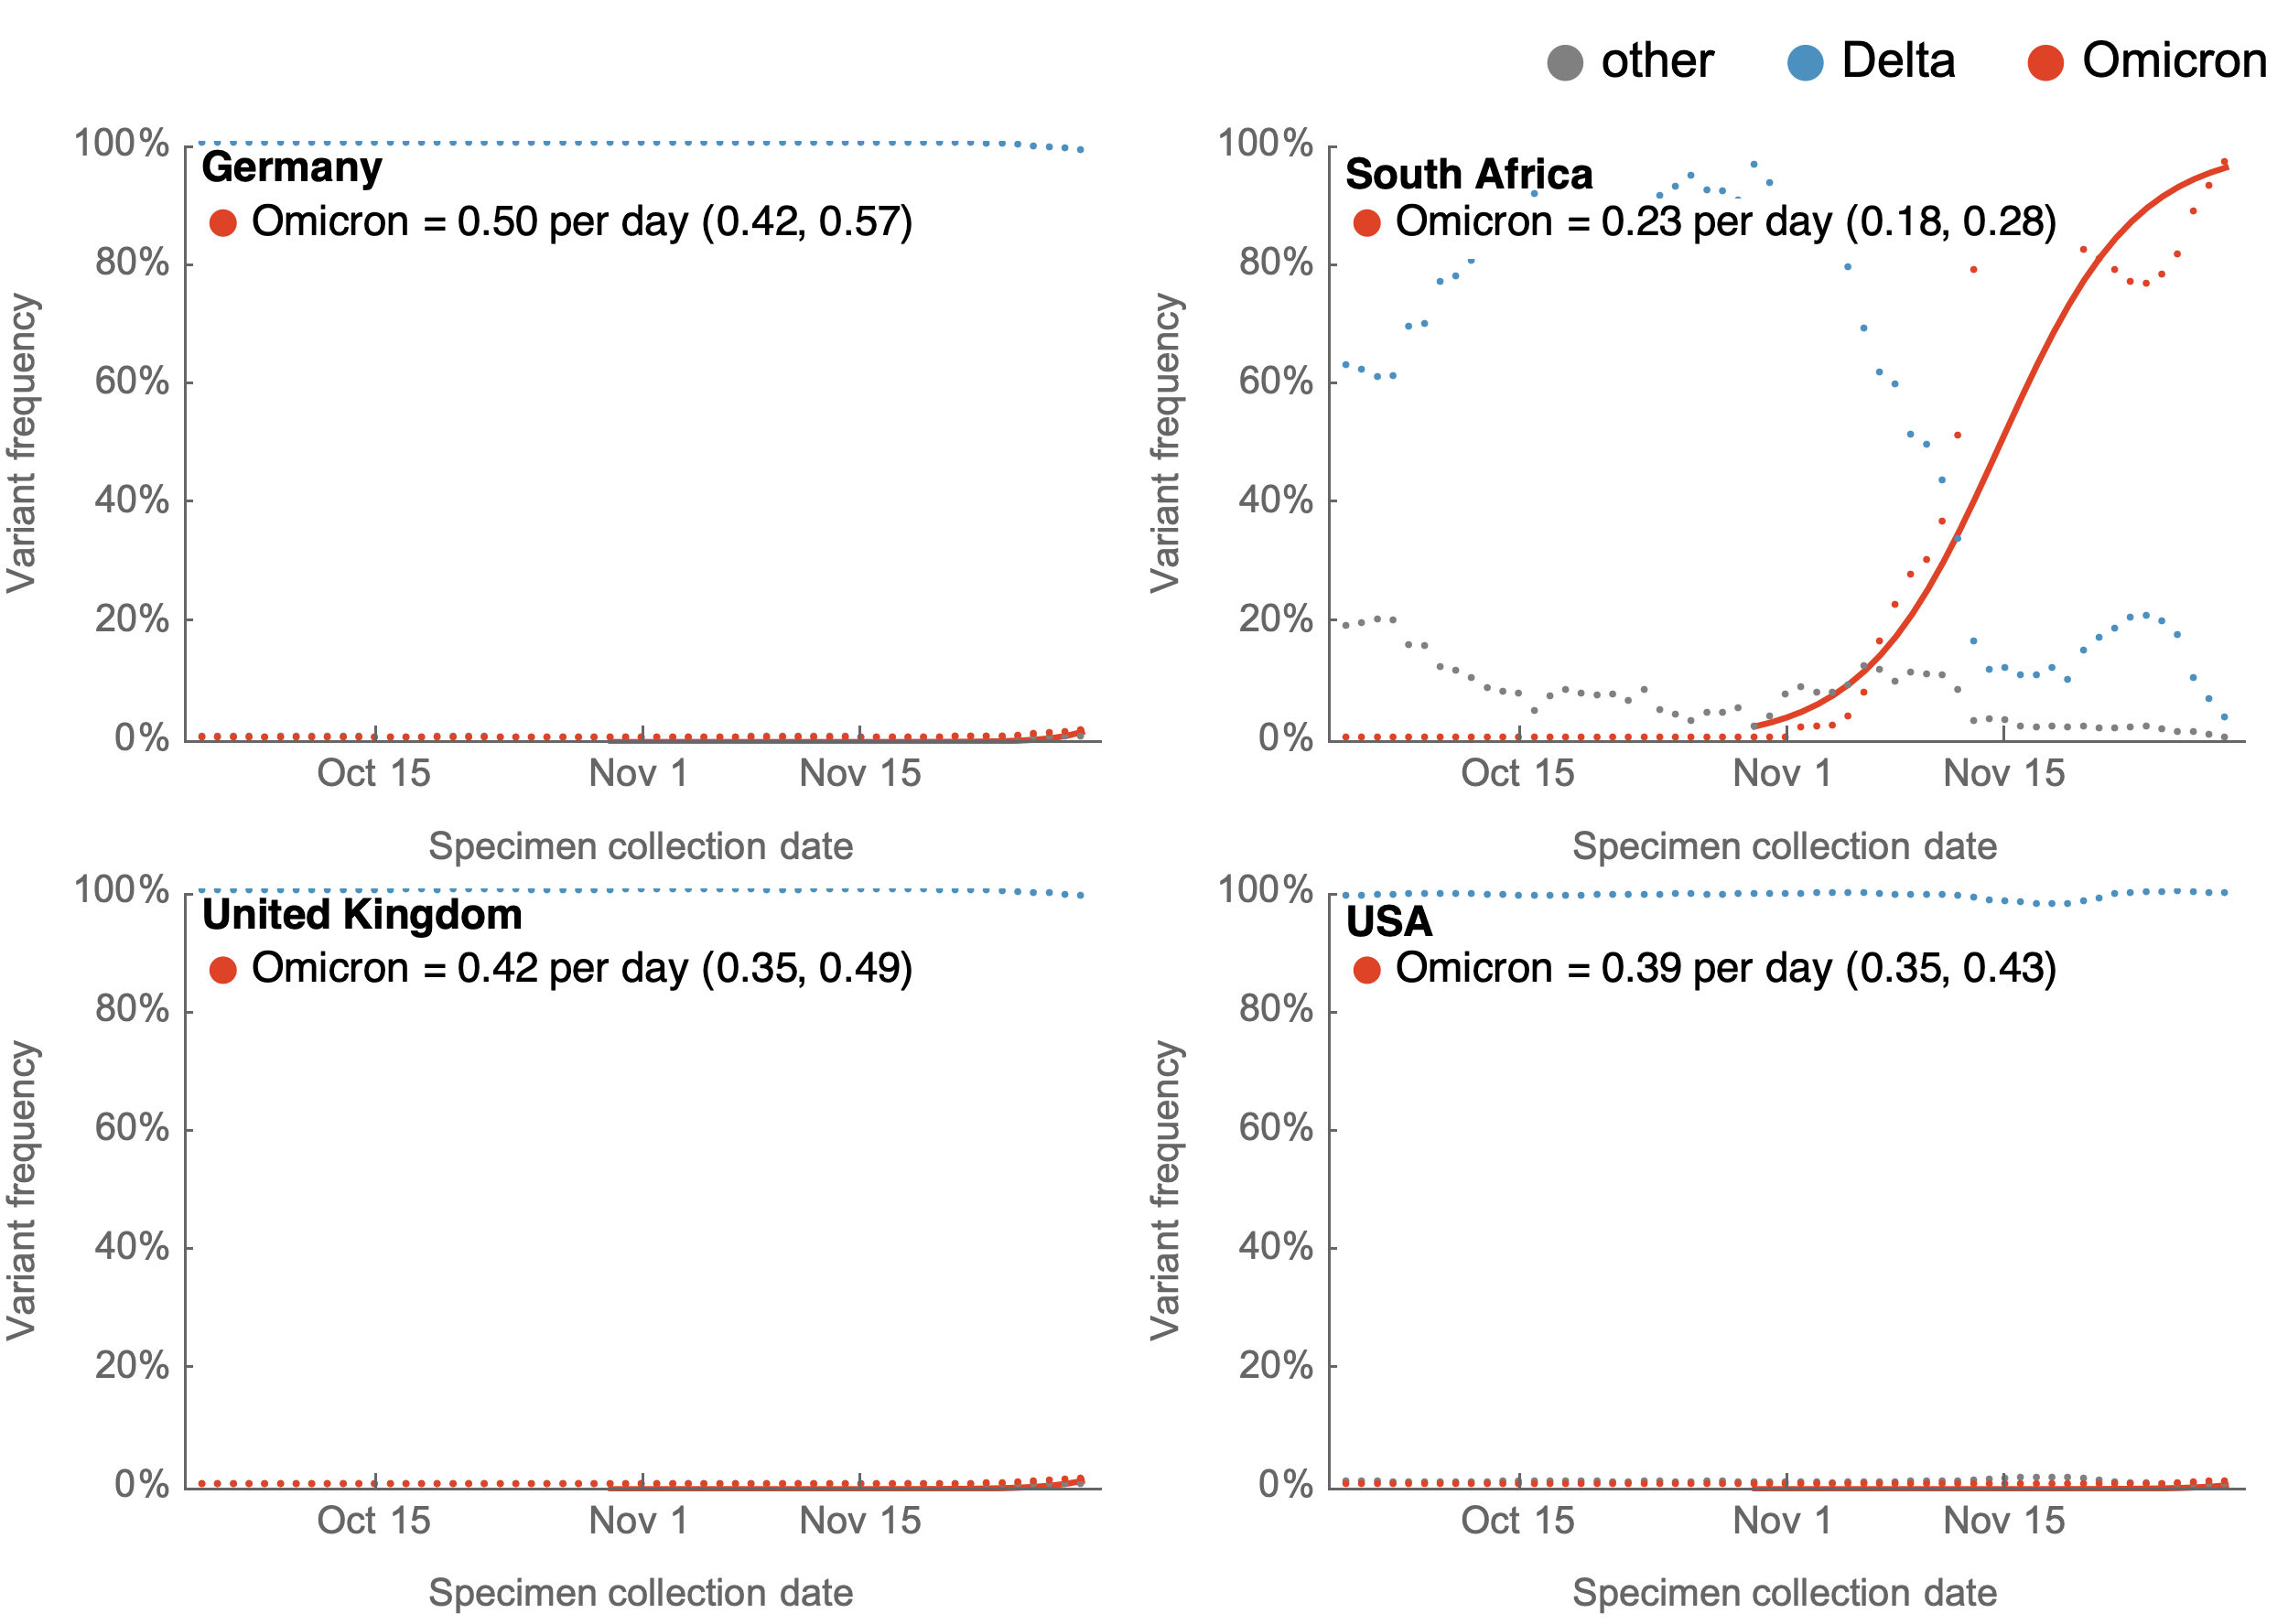 other Delta Omicron
100%
80%
60%
40%
20%
0%
Variant frequency
Germany
Omicron = 0.50 per day (0.42, 0.57)
Oct 15 Nov 1 Nov 15
Specimen collection date
100%
80%
60%
40%
20%
0%
Variant frequency
South Africa
Omicron = 0.23 per day (0.18, 0.28)
Oct 15 Nov 1 Nov 15
Specimen collection date
100%
80%
60%
40%
20%
0%
Variant frequency
United Kingdom
Omicron = 0.42 per day (0.35, 0.49)
Oct 15 Nov 1 Nov 15
Specimen collection date
100%
80%
60%
40%
20%
0%
Variant frequency
USA
Omicron = 0.39 per day (0.35, 0.43)
Oct 15 Nov 1 Nov 15
Specimen collection date